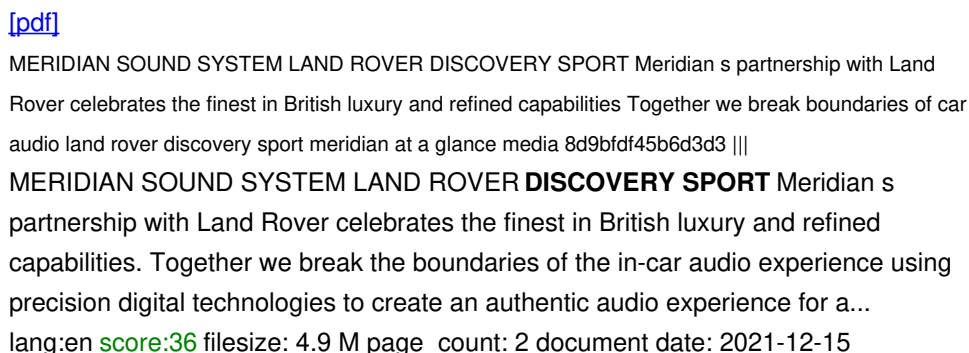 [pdf]
MERIDIAN SOUND SYSTEM LAND ROVER DISCOVERY SPORT Meridian s partnership with Land
Rover celebrates the finest in British luxury and refined capabilities Together we break boundaries of car
audio land rover discovery sport meridian at a glance media 8d9bfdf45b6d3d3 |||
MERIDIAN SOUND SYSTEM LAND ROVER DISCOVERY SPORT Meridian s
partnership with Land Rover celebrates the finest in British luxury and refined
capabilities. Together we break the boundaries of the in-car audio experience using
precision digital technologies to create an authentic audio experience for a...
lang:en score:36 filesize: 4.9 M page_count: 2 document date: 2021-12-15